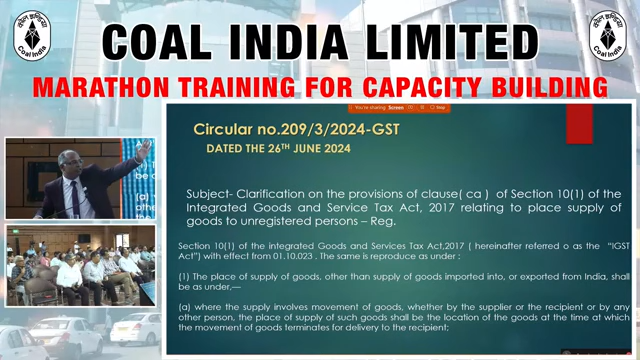 COAL INDIA LIMITED
Coal India
Coal India
MARATHON TRAINING FOR CAPACITY BUILDING
Circular no.209/3/2024-GST
DATED THE 26TH JUNE 2024
Subject- Clarification on the provisions of clause( ca ) of Section 10(1) of the
Integrated Goods and Service Tax Act, 2017 relating to place supply of
goods to unregistered persons – Reg.
Section 10(1) of the integrated Goods and Services Tax Act,2017 ( hereinafter referred o as the "IGST
Act") with effect from 01.10.023 . The same is reproduce as under :
(1) The place of supply of goods, other than supply of goods imported into, or exported from India, shall
be as under,—
(a) where the supply involves movement of goods, whether by the supplier or the recipient or by any
other person, the place of supply of such goods shall be the location of the goods at the time at which
the movement of goods terminates for delivery to the recipient;